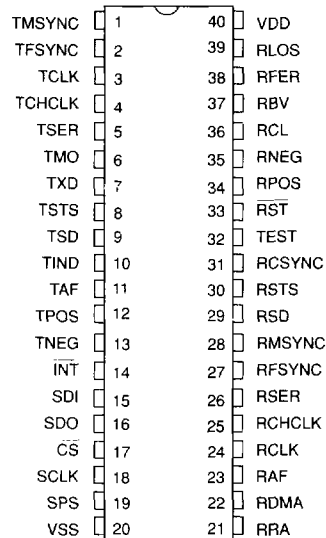 TMSYNC 1 40 VDD
TFSYNC 2 39 RLOS
TCLK 3 38 RFER
TCHCLK 4 37 RBV
TSER 5 36 RCL
TMO 6 35 RNEG
TXD 7 34 RPOS
TSTS 8 33 R̅S̅T̅
TSD 9 32 TEST
TIND 10 31 RCSYNC
TAF 11 30 RSTS
TPOS 12 29 RSD
TNEG 13 28 RMSYNC
I̅N̅T̅ 14 27 RFSYNC
SDI 15 26 RSER
SDO 16 25 RCHCLK
C̅S̅ 17 24 RCLK
SCLK 18 23 RAF
SPS 19 22 RDMA
VSS 20 21 RRA